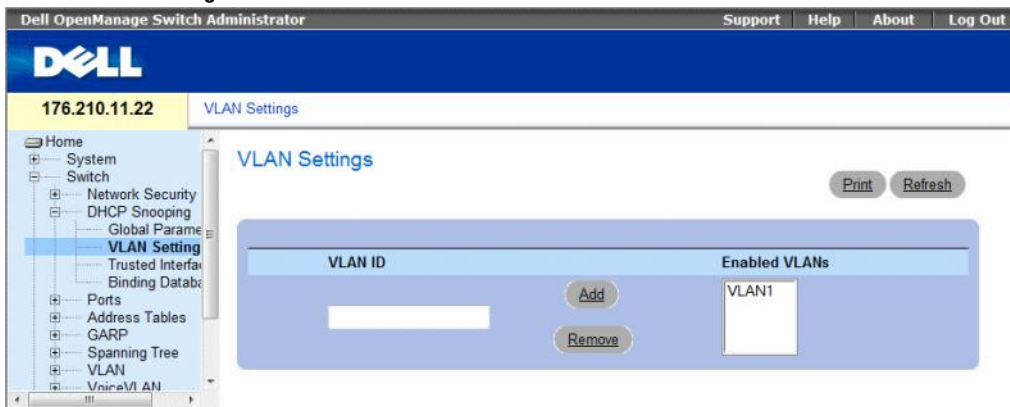 Dell OpenManage Switch Administrator
Support | Help | About | Log Out
DELL
176.210.11.22
VLAN Settings
Home
System
Switch
Network Security
DHCP Snooping
Global Parame
VLAN Setting
Trusted Interfa
Binding Databa
Ports
Address Tables
GARP
Spanning Tree
VLAN
VoiceVLAN
VLAN Settings
Print
Refresh
VLAN ID
Enabled VLANs
Add
VLAN1
Remove